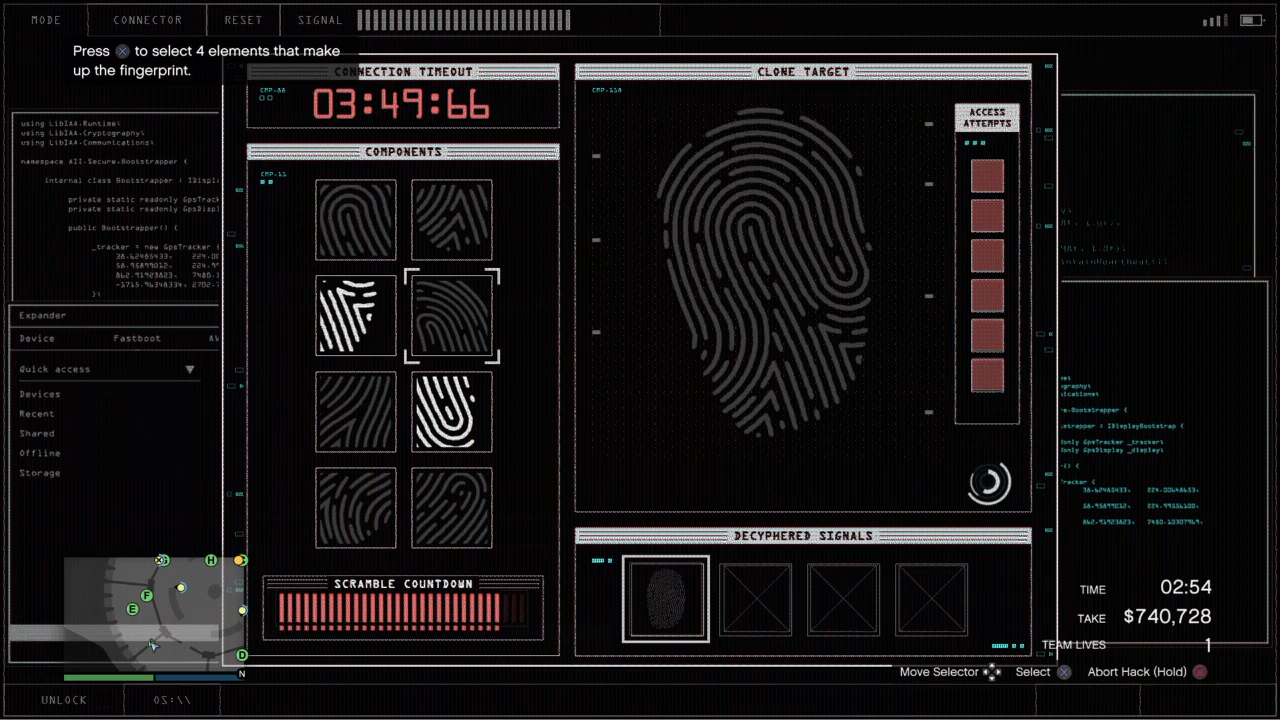 MODE
CONNECTOR
RESET
SIGNAL
Press to select 4 elements that make
up the fingerprint.
CONNECTION TIMEOUT
03:49:66
COMPONENTS
CLONE TARGET
ACCESS
ATTEMPTS
using LibIAA.Runtime\
using LibIAA.Cryptography\
using LibIAA.Communications\
namespace AII.Secure.Bootstrapper {
internal class Bootstrapper : IDispl
private static readonly GpsTrack
private static readonly GpsDispl
public Bootstrapper() {
_tracker = new GpsTracker (
Expander
Device
Fastboot
AV
Quick access
Devices
Recent
Shared
Offline
Storage
SCRAMBLE COUNTDOWN
DECYPHERED SIGNALS
H
F
E
D
N
TIME 02:54
TAKE $740,728
TEAM LIVES 1
Move Selector
Select
Abort Hack (Hold)
UNLOCK
OS:\\